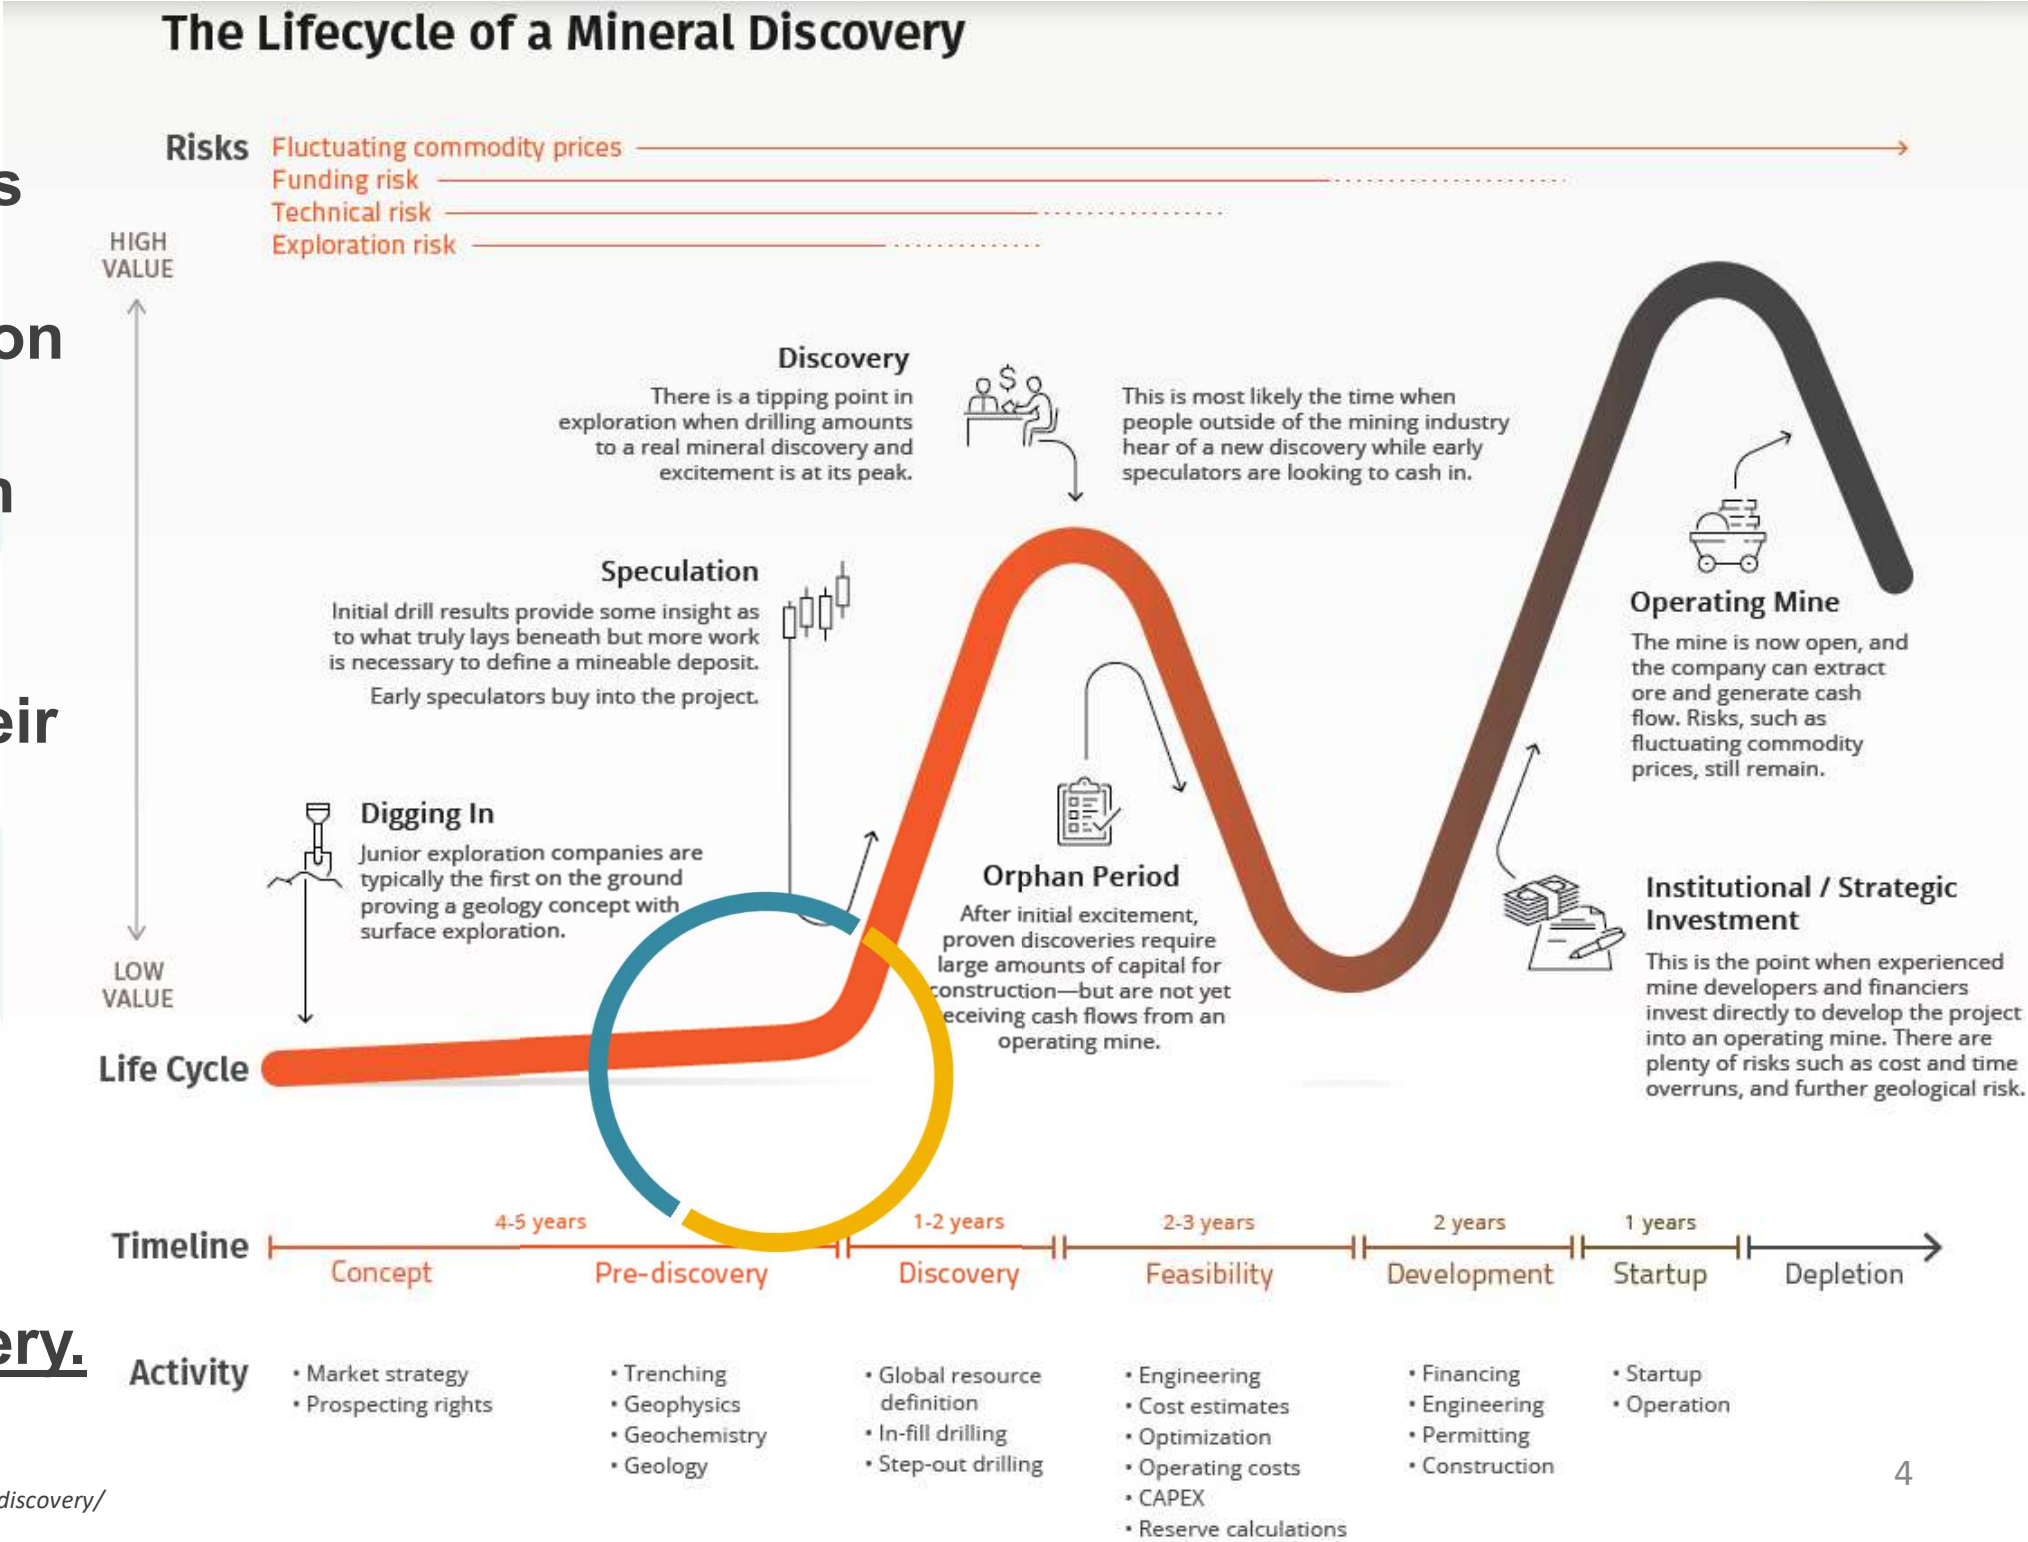 The Lifecycle of a Mineral Discovery
Risks
Fluctuating commodity prices
Funding risk
Technical risk
Exploration risk
s
on
n
eir
ery.
discovery/
HIGH
VALUE
LOW
VALUE
Discovery
There is a tipping point in
exploration when drilling amounts
to a real mineral discovery and
excitement is at its peak.
$
This is most likely the time when
people outside of the mining industry
hear of a new discovery while early
speculators are looking to cash in.
Speculation
Initial drill results provide some insight as
to what truly lays beneath but more work
is necessary to define a mineable deposit.
Early speculators buy into the project.
Digging In
Junior exploration companies are
typically the first on the ground
proving a geology concept with
surface exploration.
Orphan Period
After initial excitement,
proven discoveries require
large amounts of capital for
construction—but are not yet
eceiving cash flows from an
operating mine.
Operating Mine
The mine is now open, and
the company can extract
ore and generate cash
flow. Risks, such as
fluctuating commodity
prices, still remain.
Institutional / Strategic
Investment
This is the point when experienced
mine developers and financiers
invest directly to develop the project
into an operating mine. There are
plenty of risks such as cost and time
overruns, and further geological risk.
Life Cycle
Timeline
4-5 years
1-2 years
2-3 years
2 years
1 years
Concept
Pre-discovery
Discovery
Feasibility
Development
Startup
Depletion
Activity
• Market strategy
• Prospecting rights
• Trenching
• Geophysics
• Geochemistry
• Geology
• Global resource
definition
• In-fill drilling
• Step-out drilling
• Engineering
• Cost estimates
• Optimization
• Operating costs
• CAPEX
• Reserve calculations
• Financing
• Engineering
• Permitting
• Construction
• Startup
• Operation
4